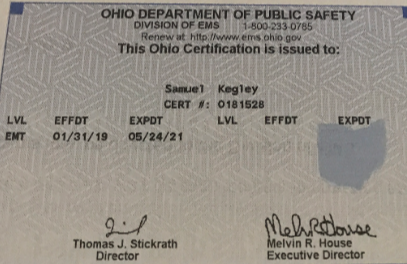 OHIO DEPARTMENT OF PUBLIC SAFETY
DIVISION OF EMS 1-800-233-0785
Renew at: http://www.ems.ohio.gov
This Ohio Certification is issued to:
Samuel Kegley
CERT #: 0181528
LVL EFFDT EXPDT LVL EFFDT EXPDT
EMT 01/31/19 05/24/21
Thomas J. Stickrath Melvin R. House
Director Executive Director